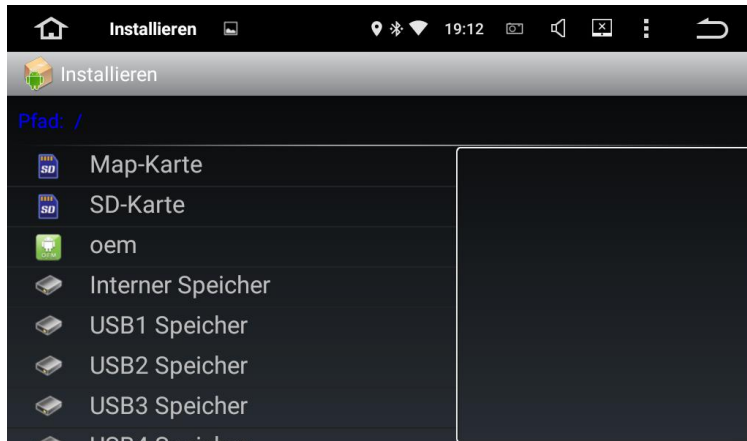 Installieren 19:12
Installieren
Pfad: /
Map-Karte
SD-Karte
oem
Interner Speicher
USB1 Speicher
USB2 Speicher
USB3 Speicher